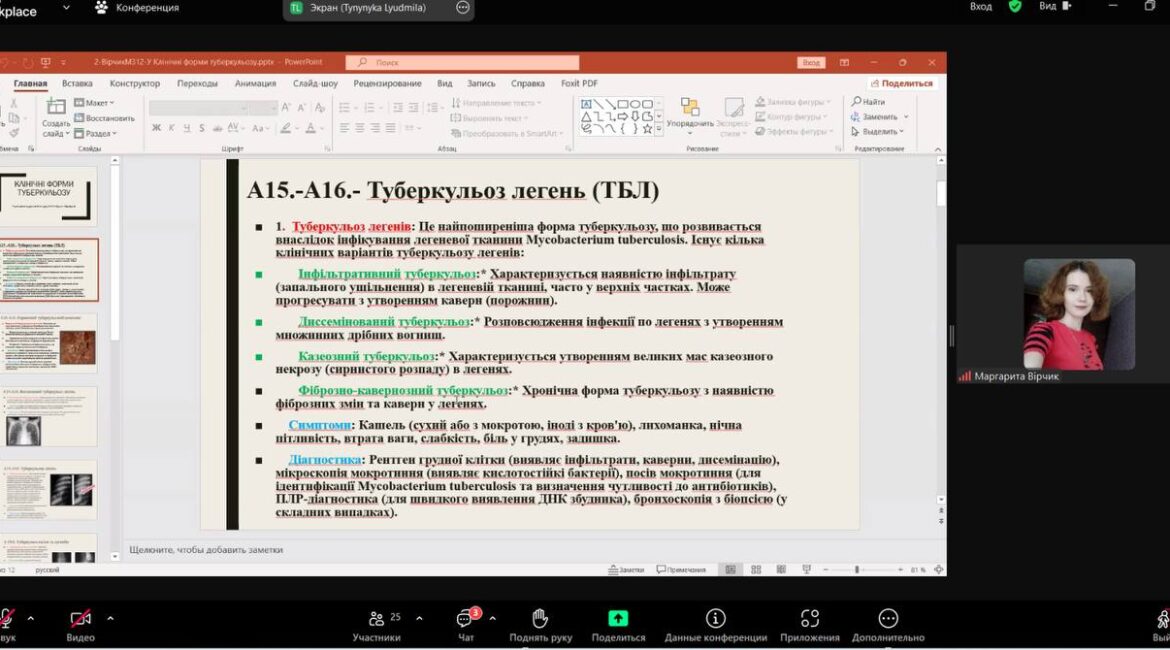 kplace
Конференция
TL Экран (Tynynyka Lyudmila)
Вход
Вид
2-ВірчикМ312-У Клінічні форми туберкульозу.pptx - PowerPoint
Поиск
Вход
Главная Вставка Конструктор Переходы Анимация Слайд-шоу Рецензирование Вид Запись Справка Foxit PDF
Поделиться
Создать слайд
Макет
Восстановить
Раздел
Слайды
Ж К Ч S ab AV Aa
Шрифт
Направление текста
Выровнять текст
Преобразовать в SmartArt
Абзац
Упорядочить
Экспресс-стили
Заливка фигуры
Контур фигуры
Эффекты фигуры
Рисование
Найти
Заменить
Выделить
Редактирование
КЛІНІЧНІ ФОРМИ
ТУБЕРКУЛЬОЗУ
А15.-А16.- Туберкульоз легень (ТБЛ)
1. Туберкульоз легенів: Це найпоширеніша форма туберкульозу, що розвивається
внаслідок інфікування легеневої тканини Mycobacterium tuberculosis. Існує кілька
клінічних варіантів туберкульозу легенів:
Інфільтративний туберкульоз:* Характеризується наявністю інфільтрату
(запального ущільнення) в легеневій тканині, часто у верхніх частках. Може
прогресувати з утворенням каверн (порожнин).
Диссемінований туберкульоз:* Розповсюдження інфекції по легенях з утворенням
множинних дрібних вогнищ.
Казеозний туберкульоз:* Характеризується утворенням великих мас казеозного
некрозу (сирнистого розпаду) в легенях.
Фіброзно-кавернозний туберкульоз:* Хронічна форма туберкульозу з наявністю
фіброзних змін та каверн у легенях.
Симптоми: Кашель (сухий або з мокротою, іноді з кров'ю), лихоманка, нічна
пітливість, втрата ваги, слабкість, біль у грудях, задишка.
Діагностика: Рентген грудної клітки (виявляє інфільтрати, каверни, дисемінацію),
мікроскопія мокротиння (виявляє кислотостійкі бактерії), посів мокротиння (для
ідентифікації Mycobacterium tuberculosis та визначення чутливості до антибіотиків),
ПЛР-діагностика (для швидкого виявлення ДНК збудника), бронхоскопія з біопсією (у
складних випадках).
Маргарита Вірчик
Щелкните, чтобы добавить заметки
12 русский
Заметки Примечания
81 %
вук
Видео
25
Участники
3
Чат
Поднять руку
Поделиться
Данные конференции
Приложения
Дополнительно
Вый